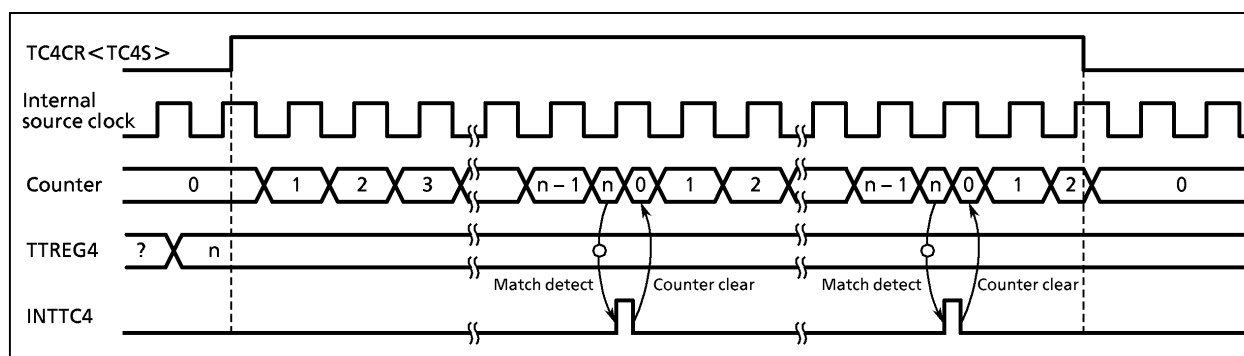 TC4CR<TC4S>
Internal
source clock
Counter 0 1 2 3 n – 1 n 0 1 2 n – 1 n 0 1 2 0
TTREG4 ? n
Match detect Counter clear Match detect Counter clear
INTTC4